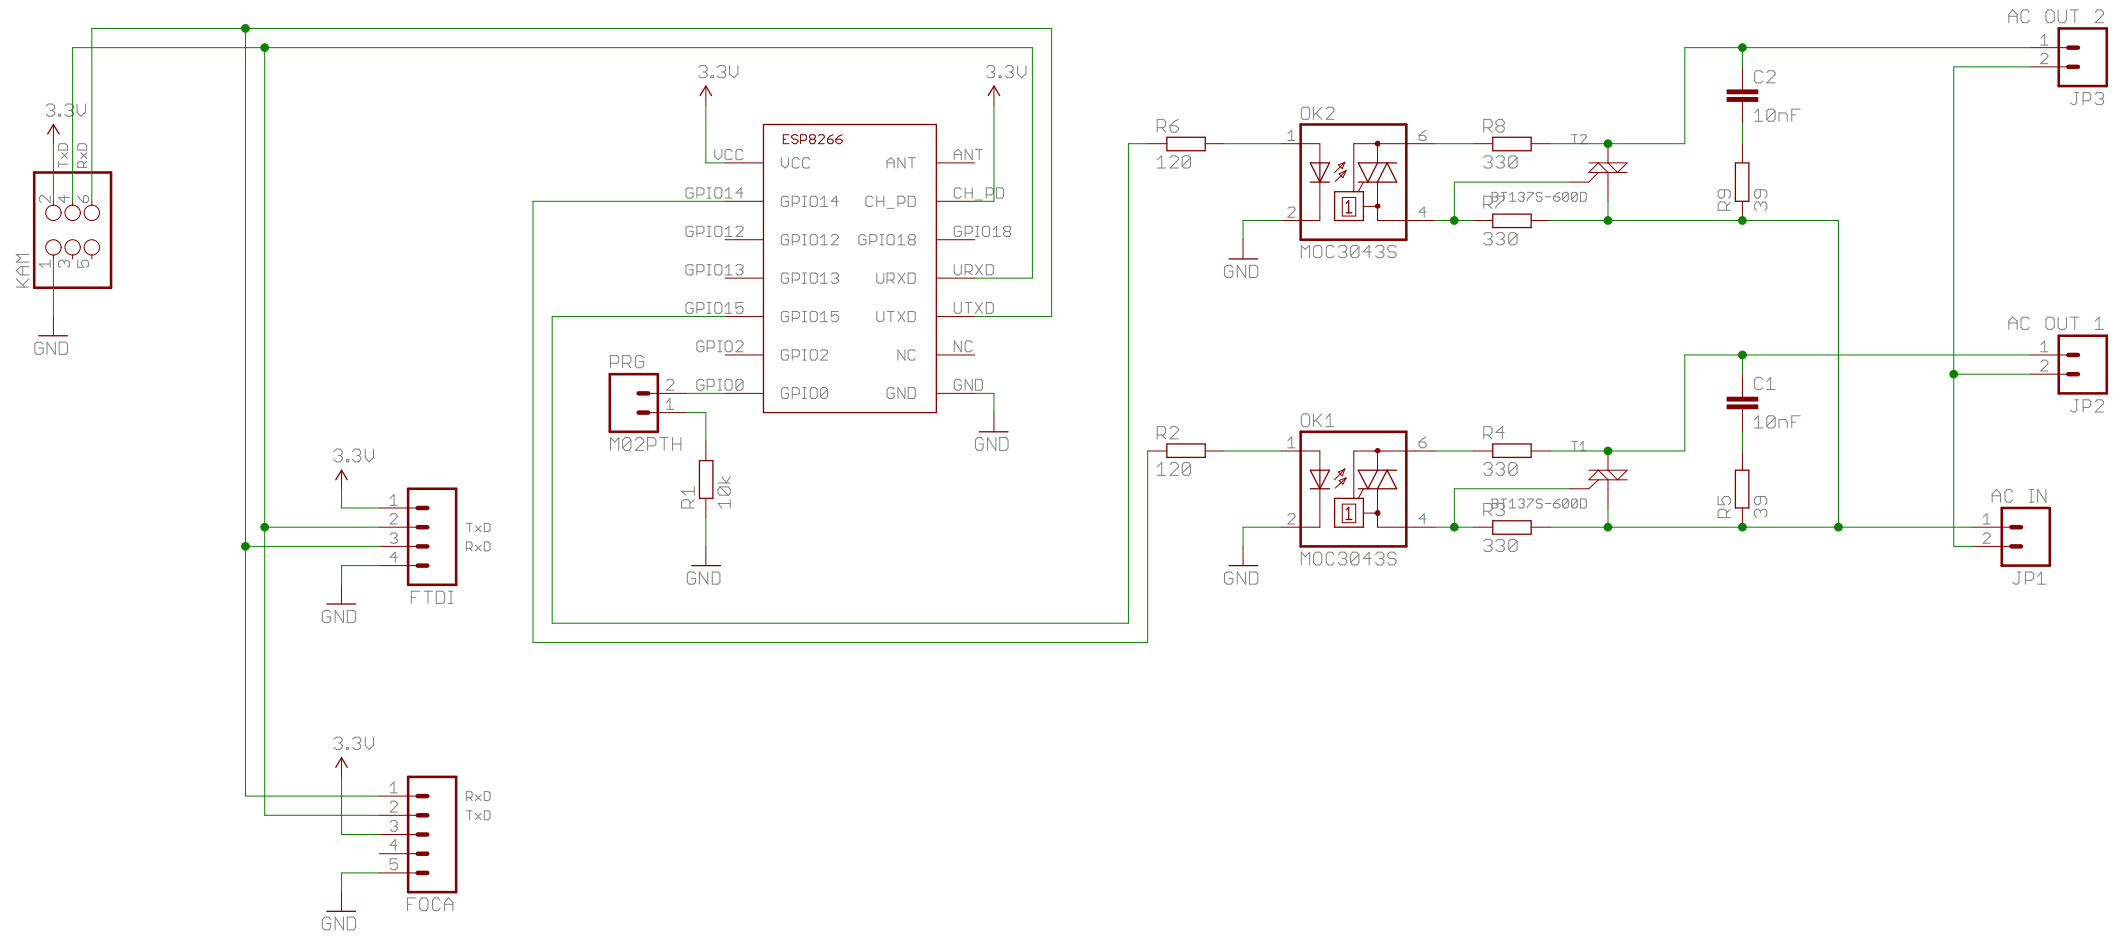 3.3V
TxD
RxD
2
4
6
1
3
5
KAM
GND
3.3V
3.3V
ESP8266
VCC
VCC
GPIO14
GPIO14
GPIO12
GPIO12
GPIO13
GPIO13
GPIO15
GPIO15
GPIO2
GPIO2
GPIO0
GPIO0
ANT
ANT
CH_PD
CH_PD
GPIO18
GPIO18
URXD
URXD
UTXD
UTXD
NC
NC
GND
GND
GND
PRG
2
1
M02PTH
R1
10k
GND
3.3V
1
2
3
4
TxD
RxD
FTDI
GND
3.3V
1
2
3
4
5
RxD
TxD
FOCA
GND
R6
120
OK2
1
2
6
4
1
MOC3043S
GND
R8
330
T2
BT137S-600D
R7
330
C2
10nF
R9
39
AC OUT 2
1
2
JP3
R2
120
OK1
1
2
6
4
1
MOC3043S
GND
R4
330
T1
BT137S-600D
R3
330
C1
10nF
R5
39
AC OUT 1
1
2
JP2
AC IN
1
2
JP1